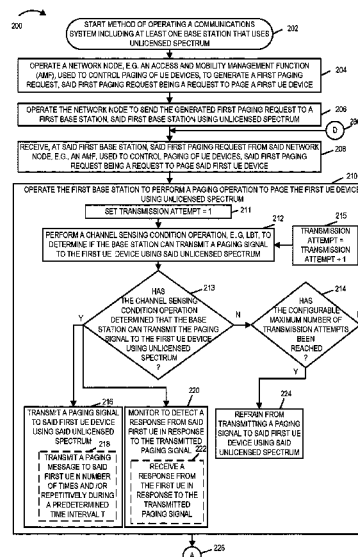 200
START METHOD OF OPERATING A COMMUNICATIONS
SYSTEM INCLUDING AT LEAST ONE BASE STATION THAT USES
UNLICENSED SPECTRUM
202
OPERATE A NETWORK NODE, E.G. AN ACCESS AND MOBILITY MANAGEMENT FUNCTION
(AMF), USED TO CONTROL PAGING OF UE DEVICES, TO GENERATE A FIRST PAGING
REQUEST, SAID FIRST PAGING REQUEST BEING A REQUEST TO PAGE A FIRST UE DEVICE
204
OPERATE THE NETWORK NODE TO SEND THE GENERATED FIRST PAGING REQUEST TO A
FIRST BASE STATION, SAID FIRST BASE STATION USING UNLICENSED SPECTRUM
206
D
RECEIVE, AT SAID FIRST BASE STATION, SAID FIRST PAGING REQUEST FROM SAID NETWORK
NODE, E.G., AN AMF, USED TO CONTROL PAGING OF UE DEVICES, SAID FIRST PAGING
REQUEST BEING A REQUEST TO PAGE SAID FIRST UE DEVICE
208
210
OPERATE THE FIRST BASE STATION TO PERFORM A PAGING OPERATION TO PAGE THE FIRST UE DEVICE
USING UNLICENSED SPECTRUM
SET TRANSMISSION ATTEMPT = 1
211
212
PERFORM A CHANNEL SENSING CONDITION OPERATION, E.G, LBT, TO
DETERMINE IF THE BASE STATION CAN TRANSMIT A PAGING SIGNAL
TO THE FIRST UE DEVICE USING SAID UNLICENSED SPECTRUM
215
TRANSMISSION
ATTEMPT =
TRANSMISSION
ATTEMPT + 1
213
HAS
THE CHANNEL SENSING
CONDITION OPERATION
DETERMINED THAT THE BASE
STATION CAN TRANSMIT THE PAGING
SIGNAL TO THE FIRST UE DEVICE
USING UNLICENSED
SPECTRUM
?
Y
N
214
HAS
THE CONFIGURABLE
MAXIMUM NUMBER OF
TRANSMISSION ATTEMPTS
BEEN
REACHED
?
Y
216
TRANSMIT A PAGING SIGNAL
TO SAID FIRST UE DEVICE
USING SAID UNLICENSED
SPECTRUM
218
TRANSMIT A PAGING
MESSAGE TO SAID
FIRST UE N NUMBER
OF TIMES AND /OR
REPETITIVELY DURING
A PREDETERMINED
TIME INTERVAL T
220
MONITOR TO DETECT A
RESPONSE FROM SAID
FIRST UE IN RESPONSE
TO THE TRANSMITTED
PAGING SIGNAL
222
RECEIVE A
RESPONSE FROM
THE FIRST UE IN
RESPONSE TO THE
TRANSMITTED
PAGING SIGNAL
224
REFRAIN FROM
TRANSMITTING A
PAGING SIGNAL TO SAID
FIRST UE DEVICE USING
SAID UNLICENSED
SPECTRUM
A
226